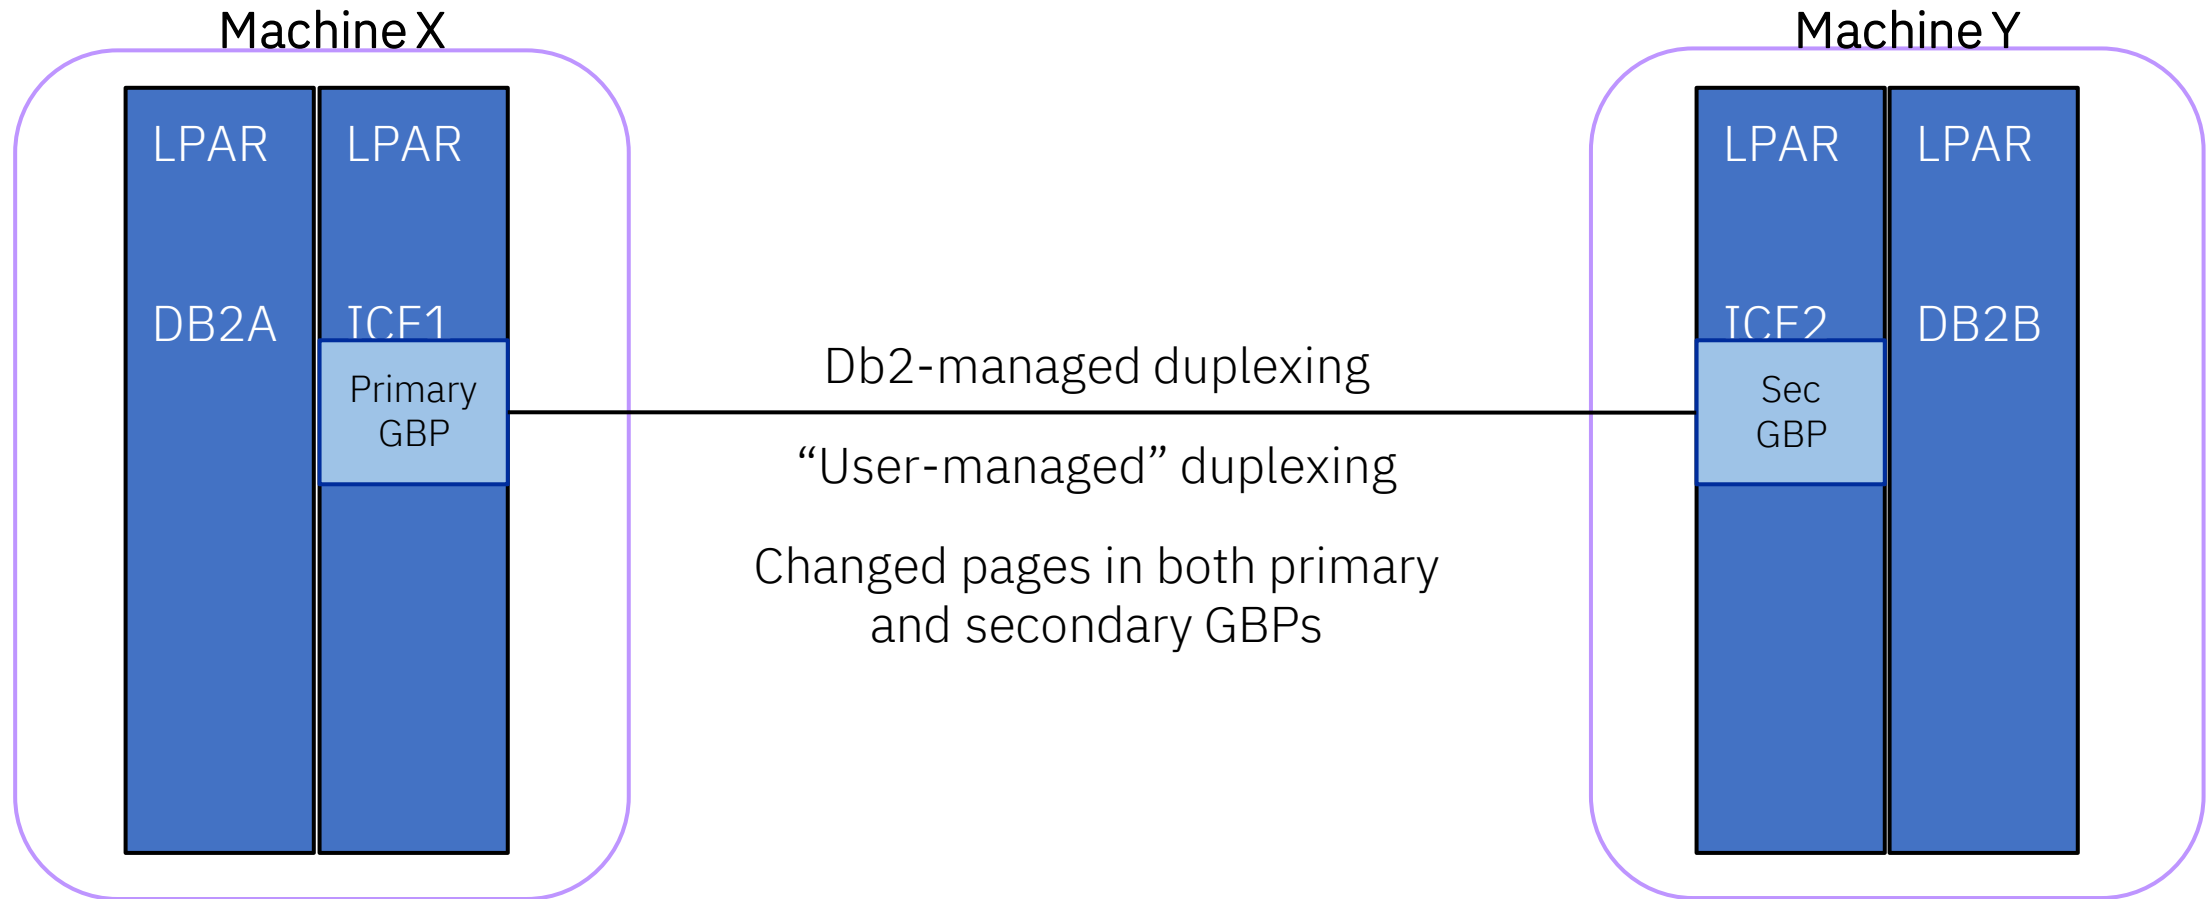 Machine X
LPAR
LPAR
DB2A
ICF1
Primary
GBP
Db2-managed duplexing
“User-managed” duplexing
Changed pages in both primary
and secondary GBPs
Machine Y
LPAR
LPAR
ICF2
DB2B
Sec
GBP